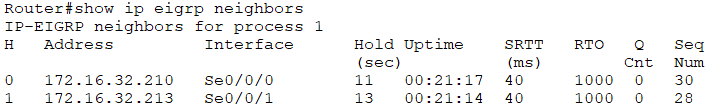 Router#show ip eigrp neighbors
IP-EIGRP neighbors for process 1
H   Address         Interface      Hold Uptime     SRTT   RTO   Q   Seq
                                   (sec)           (ms)         Cnt  Num
0   172.16.32.210   Se0/0/0        11   00:21:17   40     1000  0   30
1   172.16.32.213   Se0/0/1        13   00:21:14   40     1000  0   28